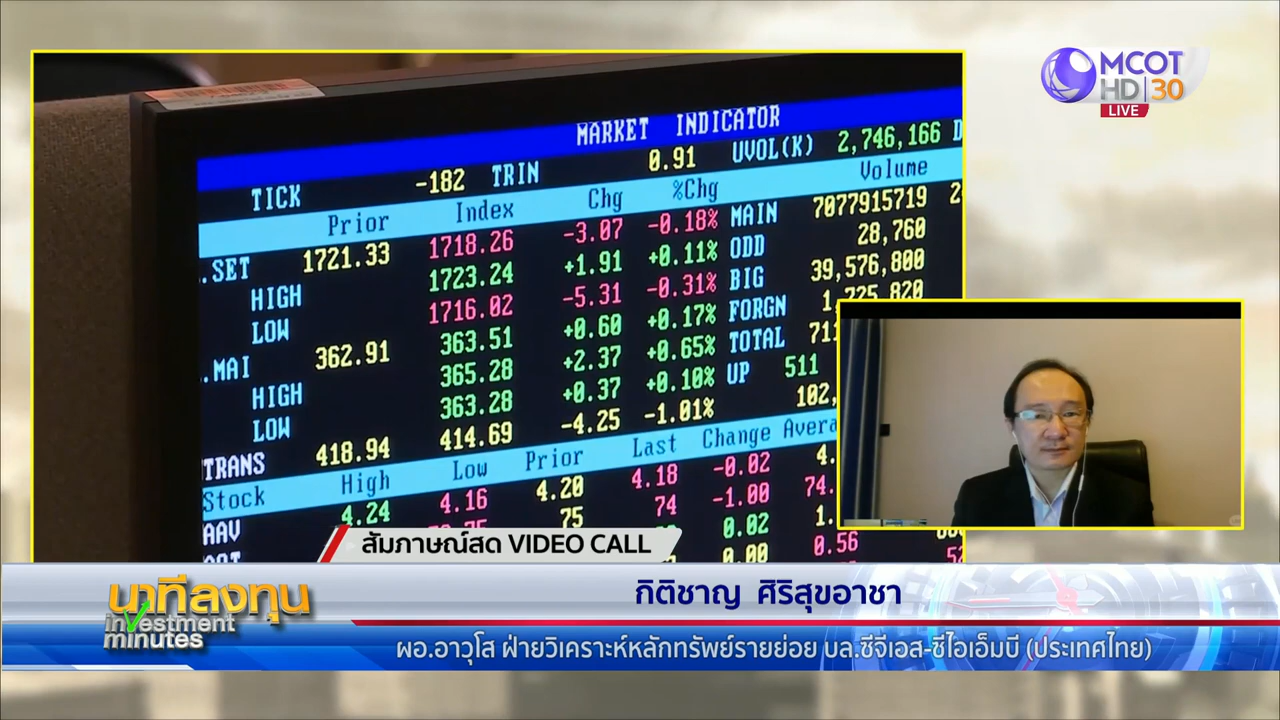 MCOT
HD 30
LIVE
MARKET INDICATOR
TICK -182 TRIN 0.91 UVOL(K) 2,746,166
Prior Index Chg %Chg Volume
.SET 1721.33 1718.26 -3.07 -0.18% MAIN 7077915719
HIGH 1723.24 +1.91 +0.11% ODD 28,760
LOW 1716.02 -5.31 -0.31% BIG 39,576,800
.MAI 362.91 363.51 +0.60 +0.17% FORGN 1,725,820
HIGH 365.28 +2.37 +0.65% TOTAL 711
LOW 363.28 +0.37 +0.10% UP 511
TRANS 418.94 414.69 -4.25 -1.01% 102,
Stock High Low Prior Last Change Avera
AAV 4.24 4.16 4.20 4.18 -0.02 4.
75 74 -1.00 74.
0.02 1.
0.00 0.56
สัมภาษณ์สด VIDEO CALL
นาทีลงทุน
investment
minutes
กิติชาญ ศิริสุขอาชา
ผอ.อาวุโส ฝ่ายวิเคราะห์หลักทรัพย์รายย่อย บล.ซีจีเอส-ซีไอเอ็มบี (ประเทศไทย)